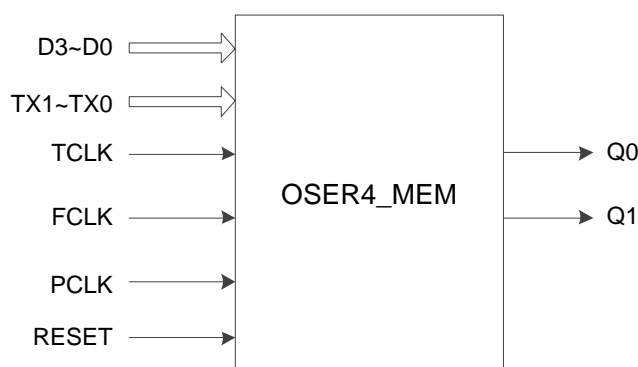 D3~D0
TX1~TX0
TCLK
FCLK
PCLK
RESET
OSER4_MEM
Q0
Q1